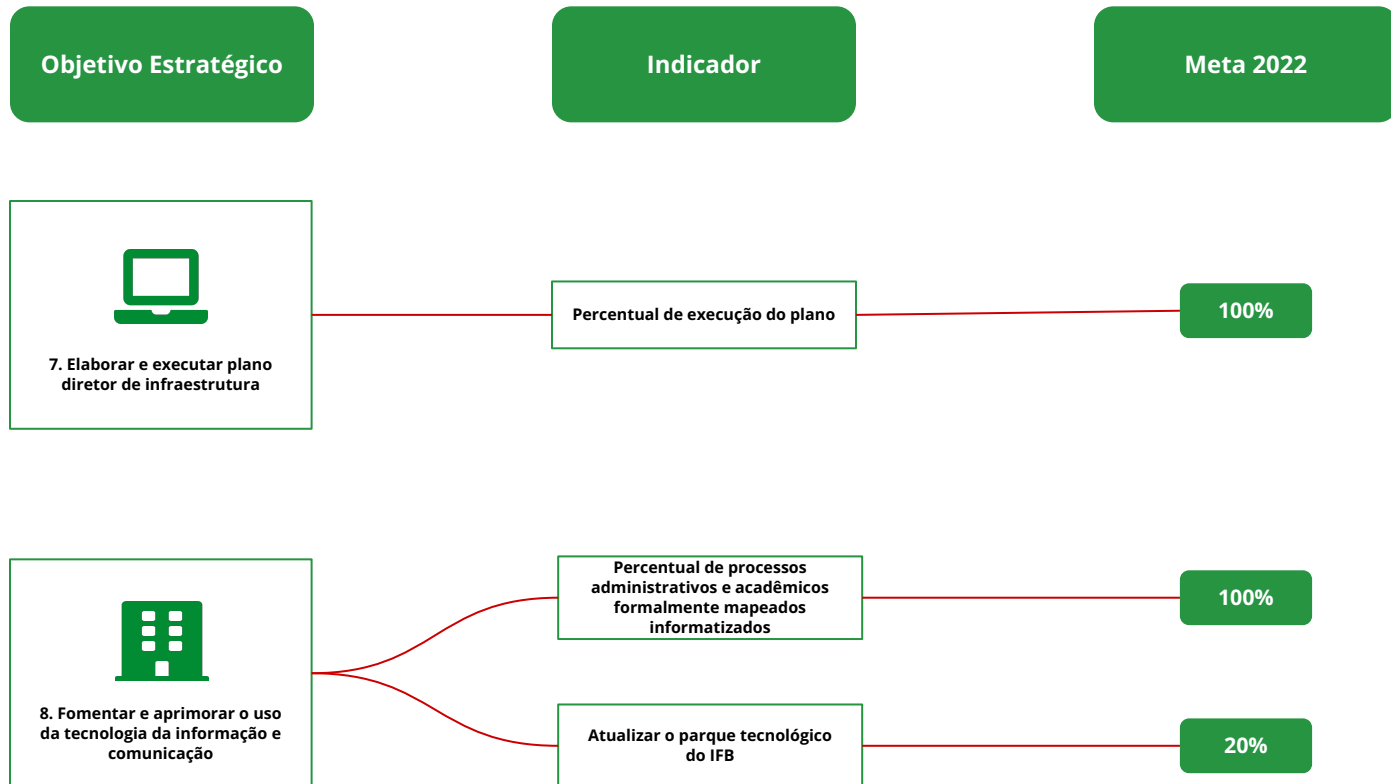 Objetivo Estratégico
Indicador
Meta 2022
7. Elaborar e executar plano
diretor de infraestrutura
Percentual de execução do plano
100%
8. Fomentar e aprimorar o uso
da tecnologia da informação e
comunicação
Percentual de processos
administrativos e acadêmicos
formalmente mapeados
informatizados
100%
Atualizar o parque tecnológico
do IFB
20%